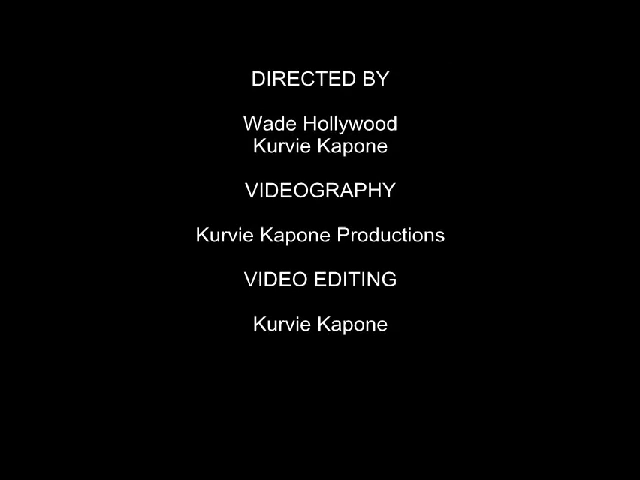 DIRECTED BY
Wade Hollywood
Kurvie Kapone
VIDEOGRAPHY
Kurvie Kapone Productions
VIDEO EDITING
Kurvie Kapone